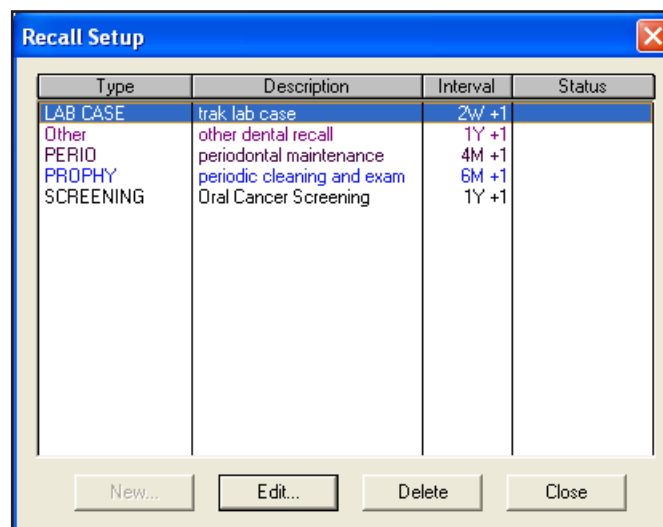 Recall Setup
Type Description Interval Status
LAB CASE trak lab case 2W +1
Other other dental recall 1Y +1
PERIO periodontal maintenance 4M +1
PROPHY periodic cleaning and exam 6M +1
SCREENING Oral Cancer Screening 1Y +1
New... Edit... Delete Close